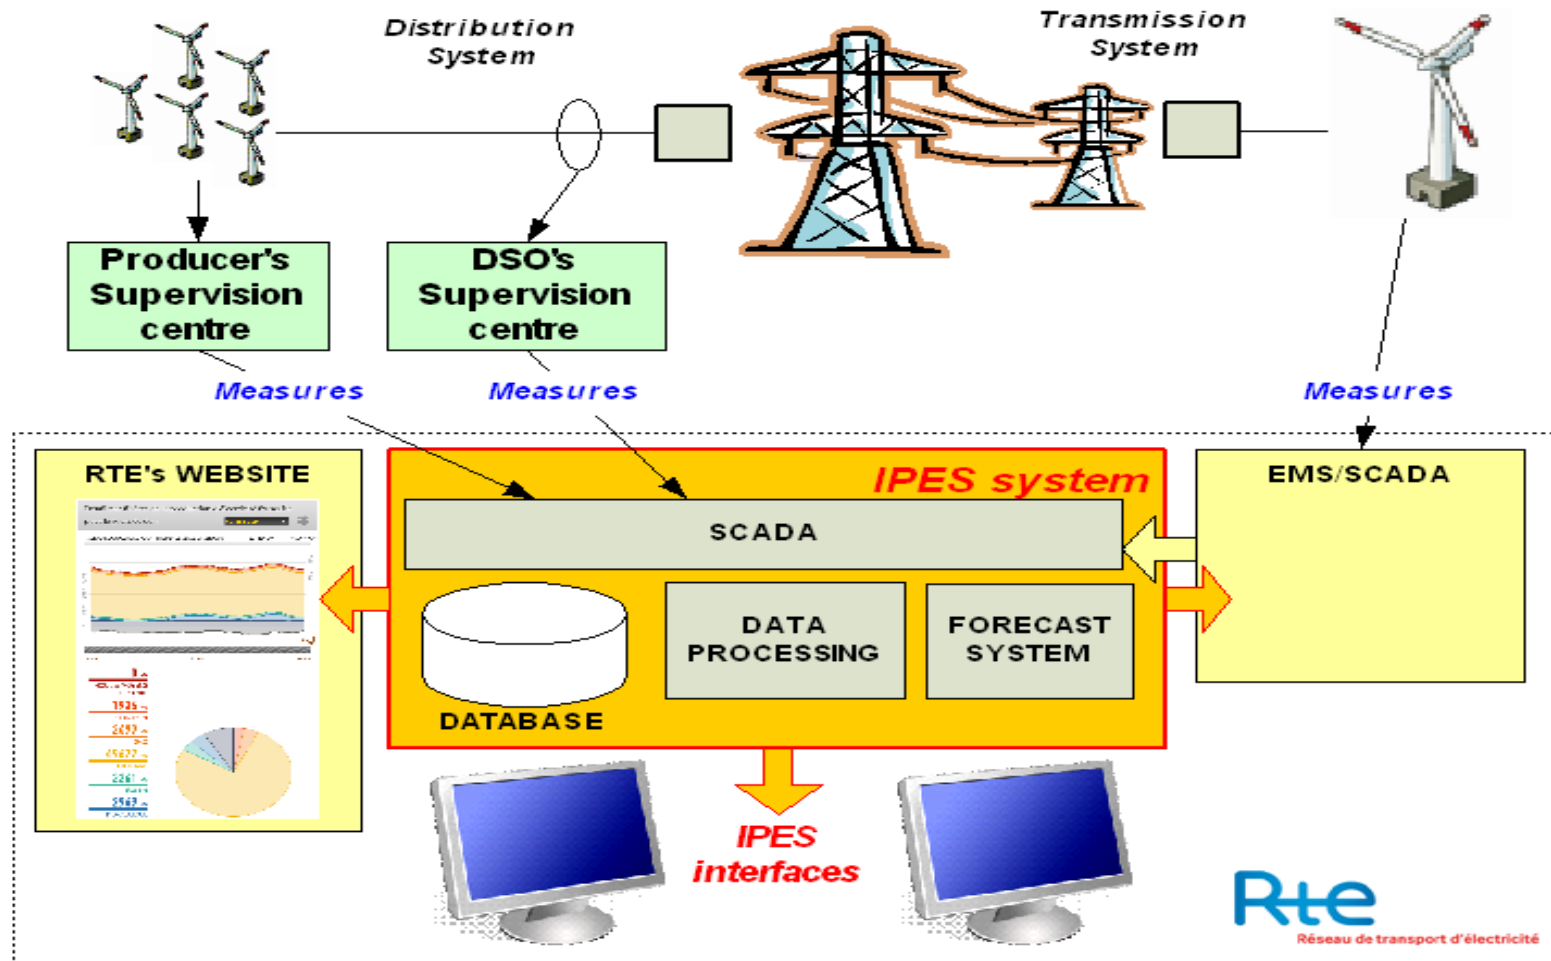 Distribution
System
Transmission
System
Producer's
Supervision
centre
DSO's
Supervision
centre
Measures
Measures
Measures
RTE's WEBSITE
IPES system
EMS/SCADA
SCADA
DATABASE
DATA
PROCESSING
FORECAST
SYSTEM
IPES
interfaces
Rte
Réseau de transport d'électricité